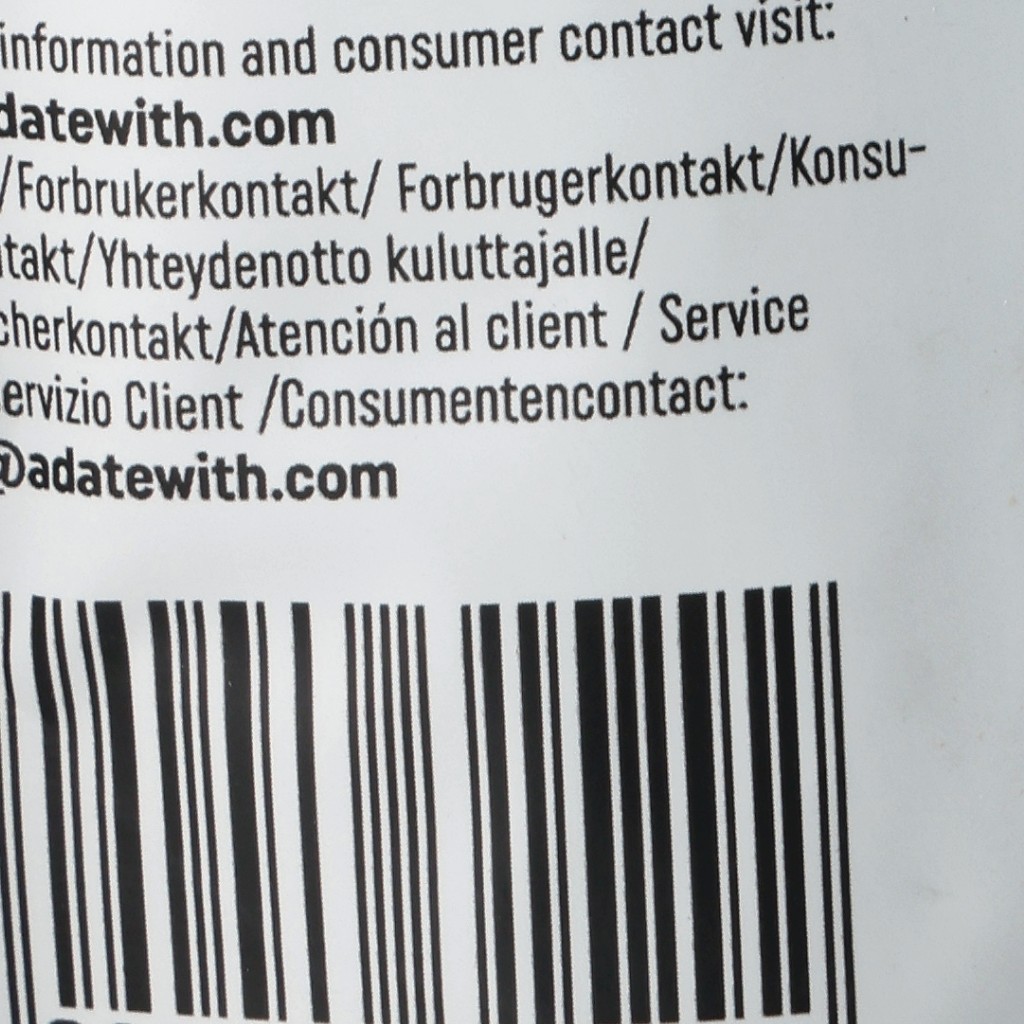 information and consumer contact visit:
datewith.com
/Forbrukerkontakt/ Forbrugerkontakt/Konsu-
takt/Yhteydenotto kuluttajalle/
cherkontakt/Atención al client / Service
ervizio Client /Consumentencontact:
@adatewith.com